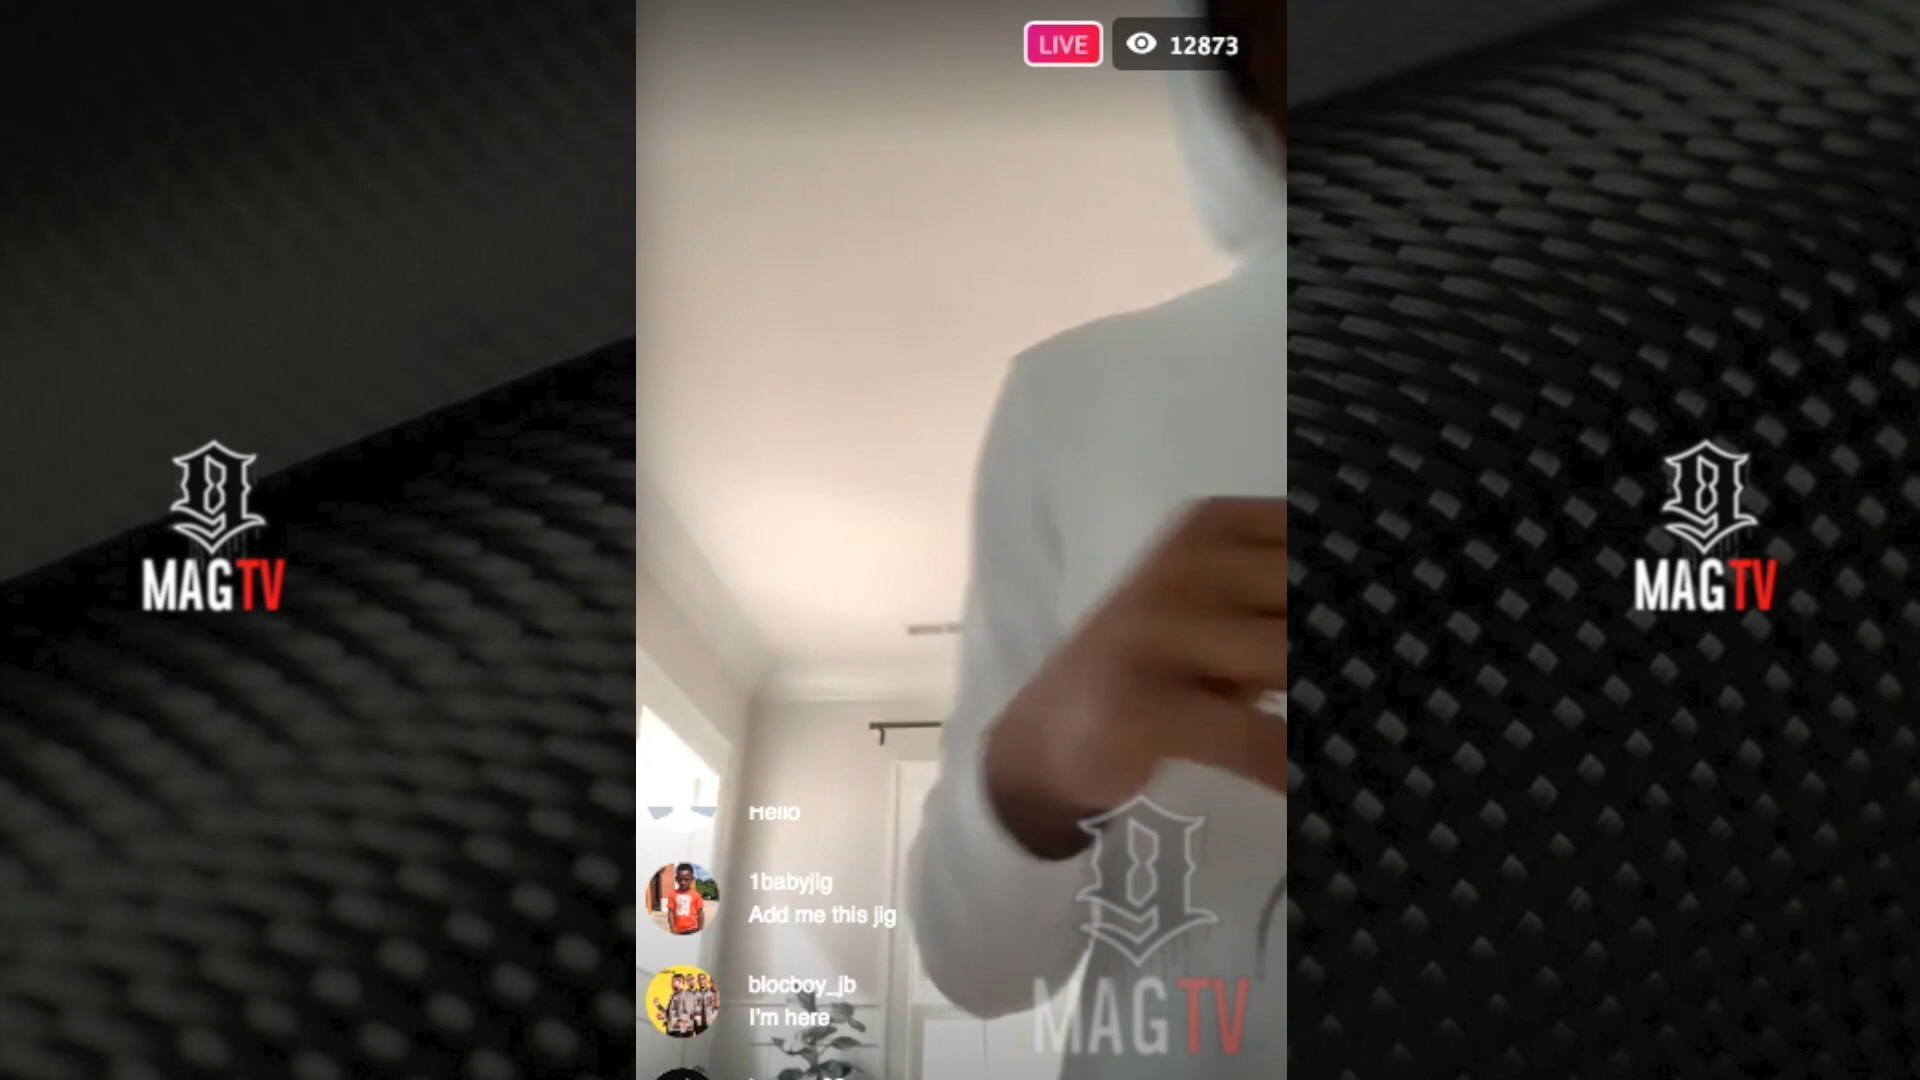 LIVE
12873
MAGTV
MAGTV
Hello
1babyjig
Add me this jig
blocboy_jb
I'm here
MAGTV